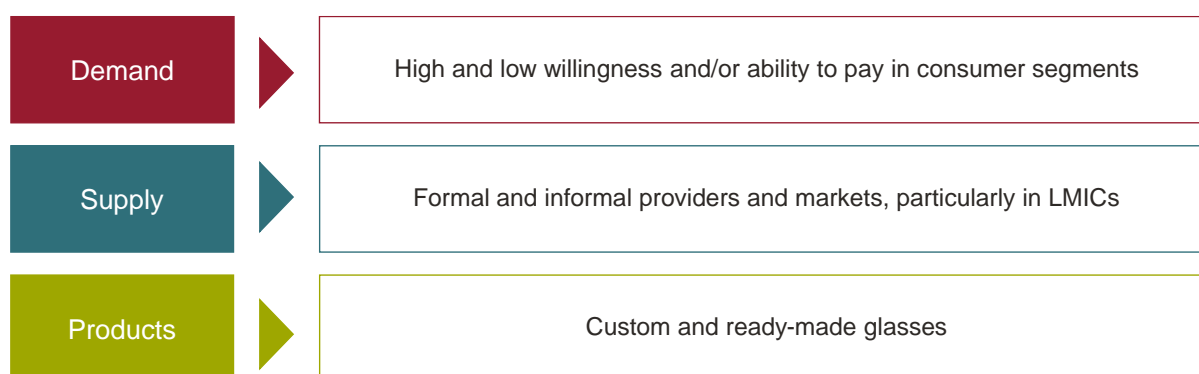 Demand
High and low willingness and/or ability to pay in consumer segments
Supply
Formal and informal providers and markets, particularly in LMICs
Products
Custom and ready-made glasses